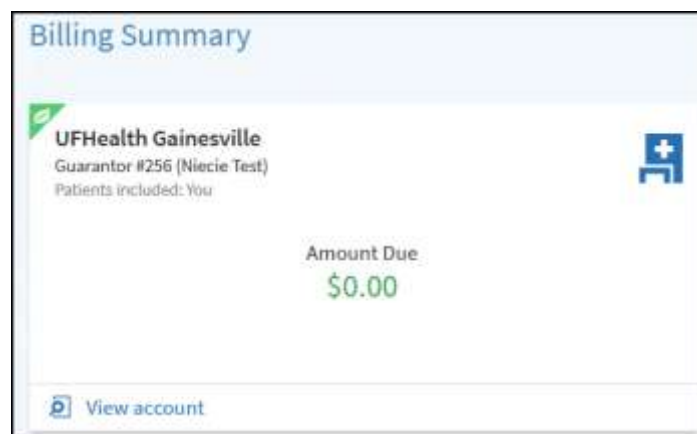 Billing Summary
UFHealth Gainesville
Guarantor #256 (Niecie Test)
Patients included: You
Amount Due
$0.00
View account